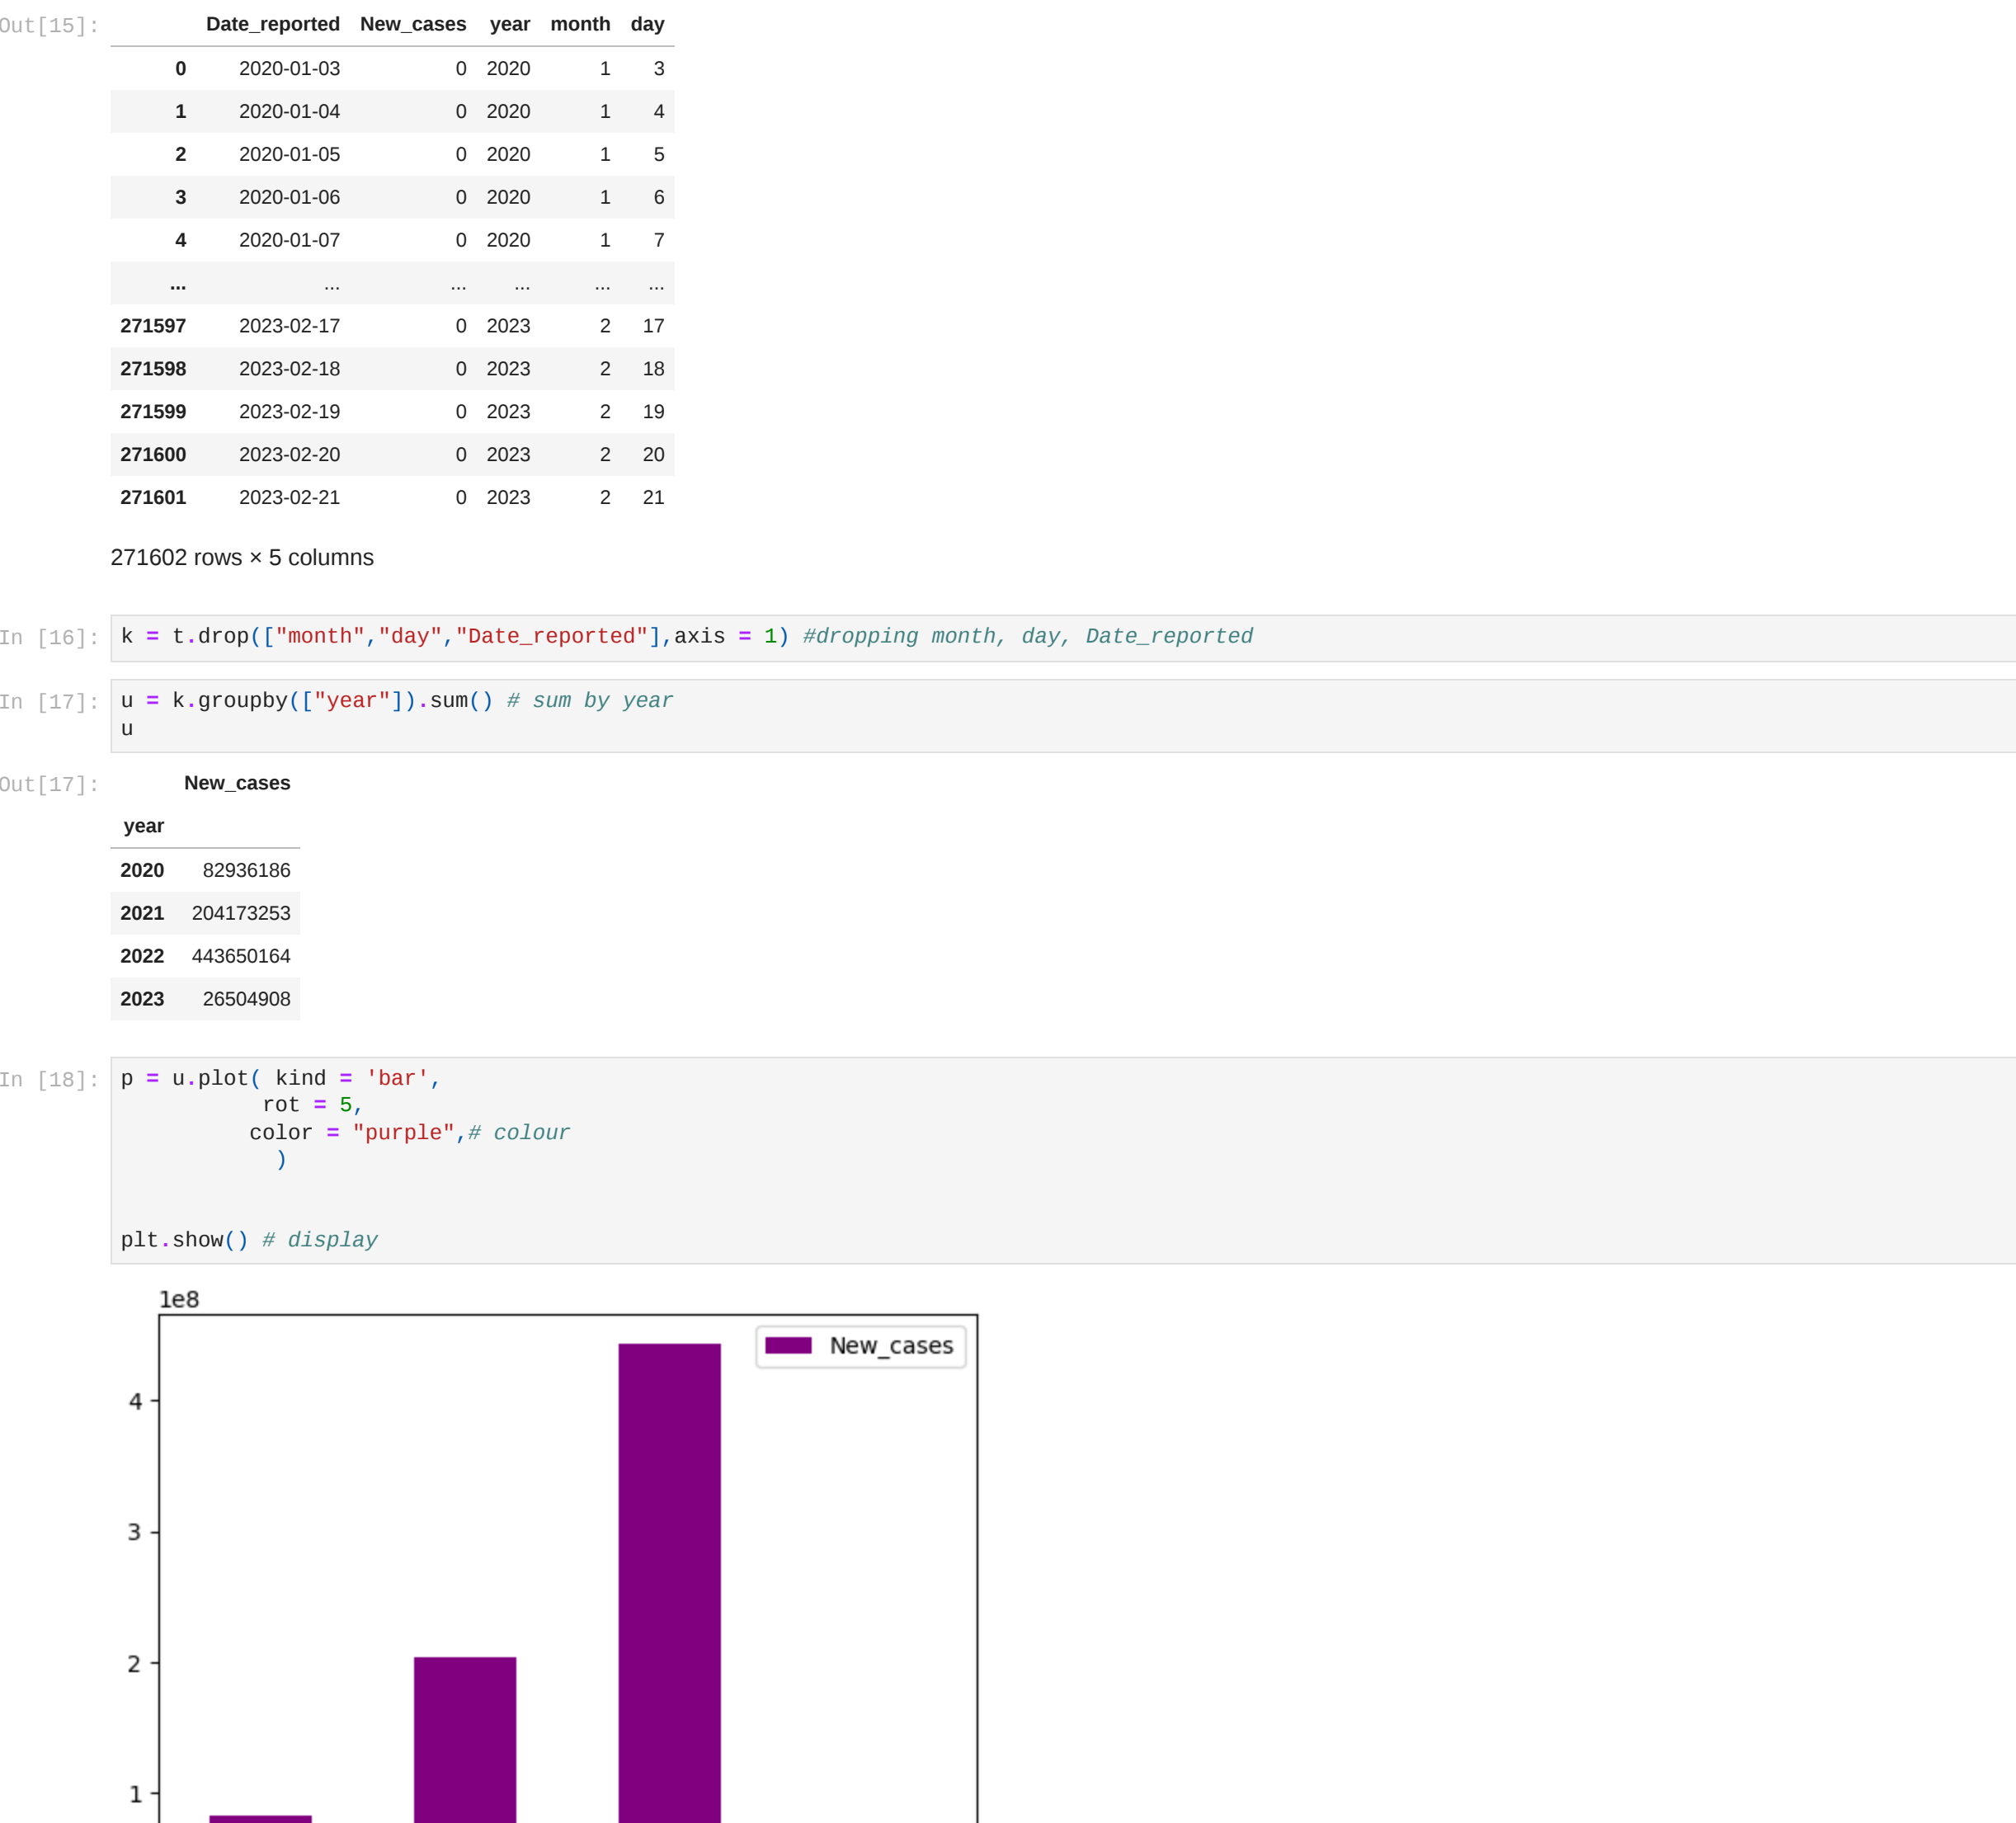 Out[15]:
Date_reported New_cases year month day
0 2020-01-03 0 2020 1 3
1 2020-01-04 0 2020 1 4
2 2020-01-05 0 2020 1 5
3 2020-01-06 0 2020 1 6
4 2020-01-07 0 2020 1 7
... ... ... ... ... ...
271597 2023-02-17 0 2023 2 17
271598 2023-02-18 0 2023 2 18
271599 2023-02-19 0 2023 2 19
271600 2023-02-20 0 2023 2 20
271601 2023-02-21 0 2023 2 21
271602 rows × 5 columns
In [16]: k = t.drop(["month","day","Date_reported"],axis = 1) #dropping month, day, Date_reported
In [17]: u = k.groupby(["year"]).sum() # sum by year
u
Out[17]:
New_cases
year
2020 82936186
2021 204173253
2022 443650164
2023 26504908
In [18]: p = u.plot( kind = 'bar',
rot = 5,
color = "purple",# colour
)
plt.show() # display
1e8
New_cases
4
3
2
1